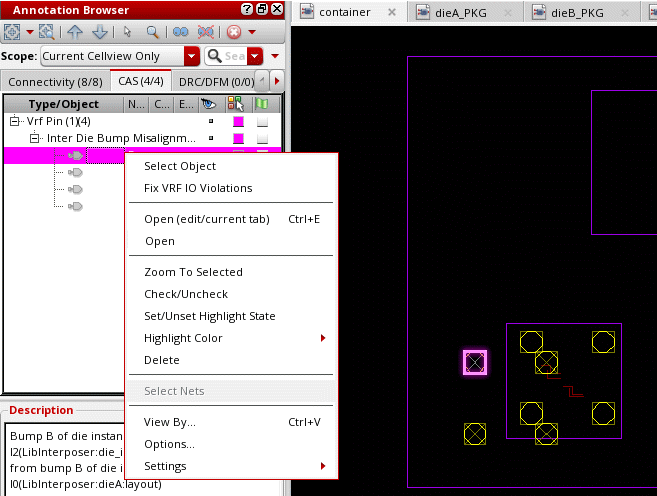 Annotation Browser
container
dieA_PKG
dieB_PKG
Scope: Current Cellview Only
Sea
Connectivity (8/8) CAS (4/4) DRC/DFM (0/0)
Type/Object N... C... E...
Vrf Pin (1)(4)
Inter Die Bump Misalignm...
Select Object
Fix VRF IO Violations
Open (edit/current tab) Ctrl+E
Open
Zoom To Selected
Check/Uncheck
Set/Unset Highlight State
Highlight Color
Delete
Select Nets
View By... Ctrl+V
Options...
Settings
Description
Bump B of die instan
I2(LibInterposer:die_i
from bump B of die i
I0(LibInterposer:dieA:layout)